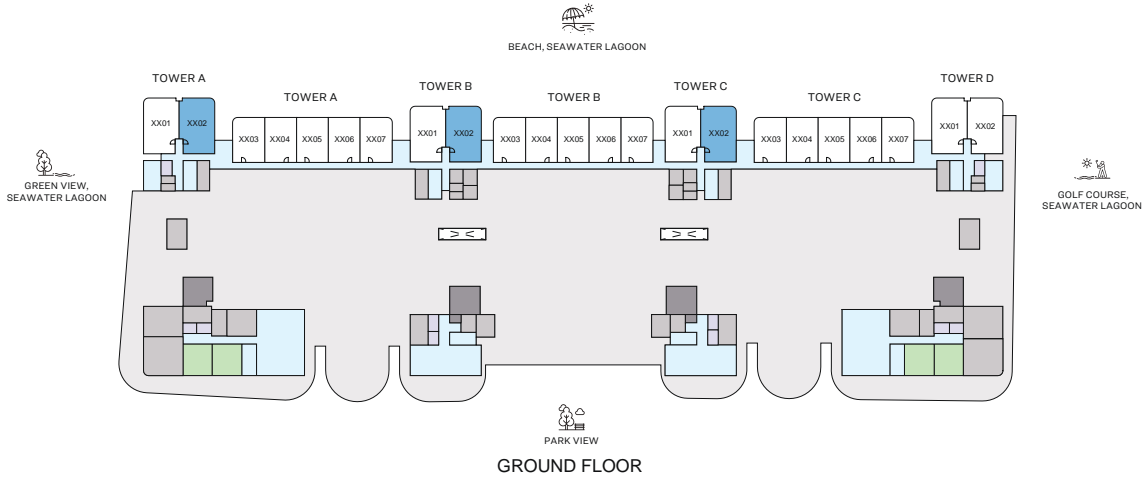 BEACH, SEAWATER LAGOON
TOWER A
TOWER A
TOWER B
TOWER B
TOWER C
TOWER C
TOWER D
XX01 XX02
XX03 XX04 XX05 XX06 XX07
XX01 XX02
XX03 XX04 XX05 XX06 XX07
XX01 XX02
XX03 XX04 XX05 XX06 XX07
XX01 XX02
GREEN VIEW,
SEAWATER LAGOON
GOLF COURSE,
SEAWATER LAGOON
PARK VIEW
GROUND FLOOR